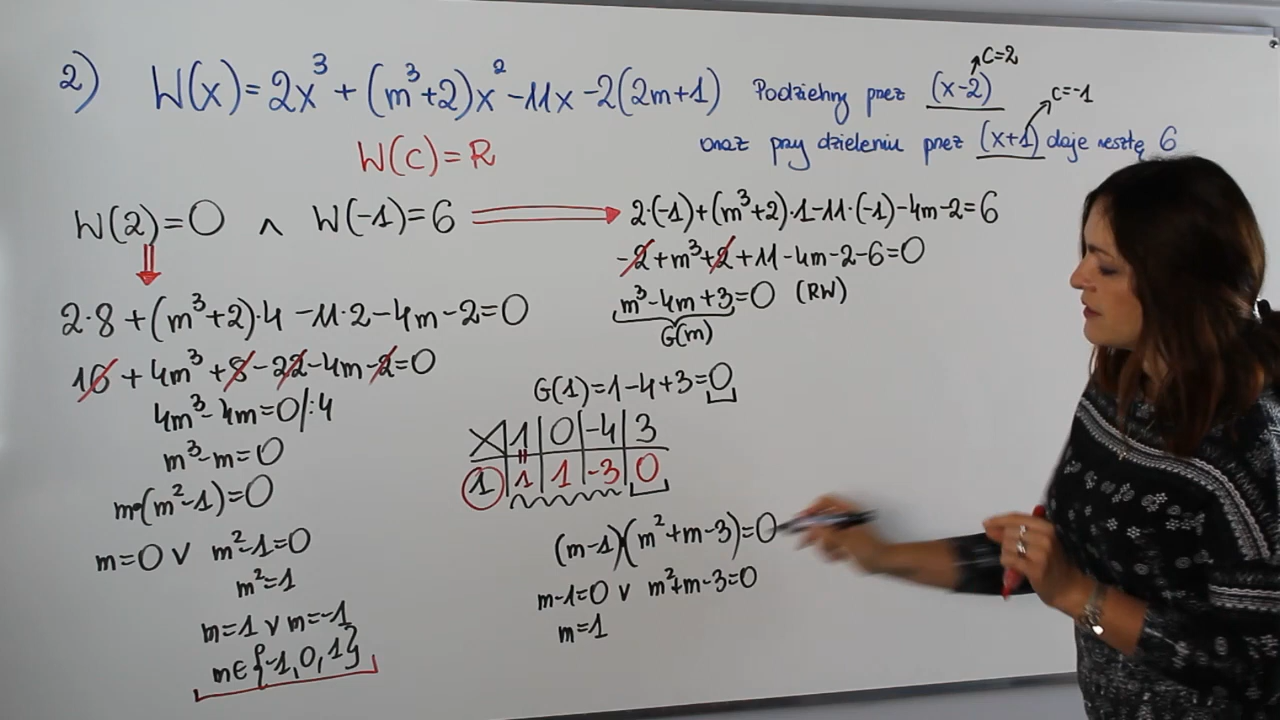 2) W(x)=2x³+(m³+2)x²-11x-2(2m+1) Podzielny przez (x-2) C=2
oraz przy dzieleniu przez (x+1) daje resztę 6 C=-1
W(C)=R
W(2)=0 ∧ W(-1)=6
2·8+(m³+2)·4-11·2-4m-2=0
16+4m³+8-22-4m-2=0
4m³-4m=0/:4
m³-m=0
m·(m²-1)=0
m=0 ∨ m²-1=0
m²=1
m=1 ∨ m=-1
m∈{-1,0,1}
2·(-1)+(m³+2)·1-11·(-1)-4m-2=6
-2+m³+2+11-4m-2-6=0
m³-4m+3=0 (RW)
G(m)
G(1)=1-4+3=0
1 0 -4 3
1 1 1 -3 0
(m-1)(m²+m-3)=0
m-1=0 ∨ m²+m-3=0
m=1